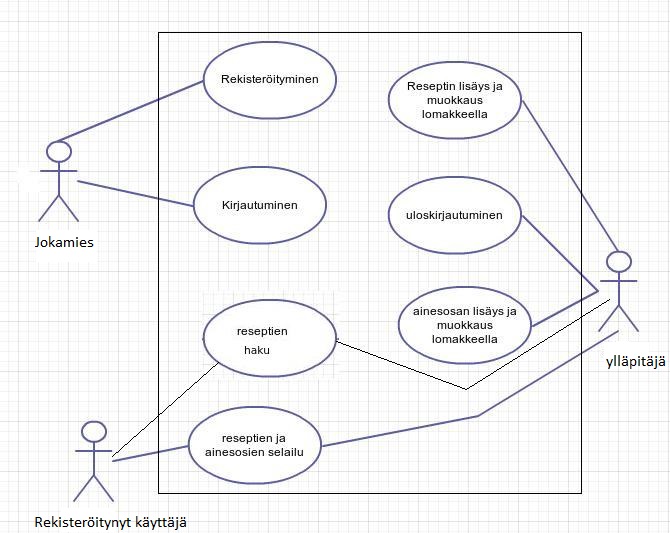 Rekisteröityminen
Reseptin lisäys ja
muokkaus
lomakkeella
Kirjautuminen
uloskirjautuminen
Jokamies
ainesosan lisäys ja
muokkaus
lomakkeella
reseptien
haku
ylläpitäjä
reseptien ja
ainesosien selailu
Rekisteröitynyt käyttäjä